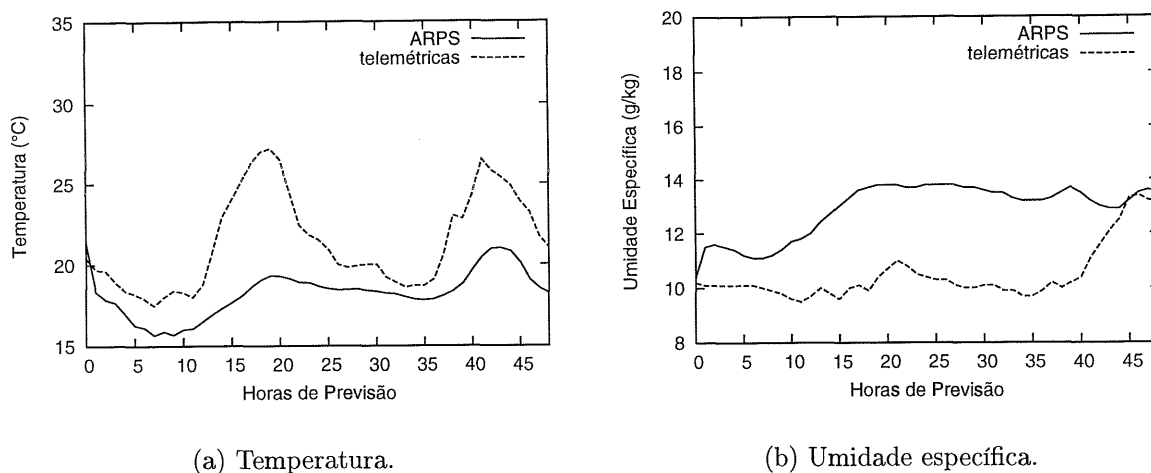 35
30
25
20
15
Temperatura (°C)
ARPS
telemétricas
0 5 10 15 20 25 30 35 40 45
Horas de Previsão
(a) Temperatura.
20
18
16
14
12
10
8
Umidade Específica (g/kg)
ARPS
telemétricas
0 5 10 15 20 25 30 35 40 45
Horas de Previsão
(b) Umidade específica.